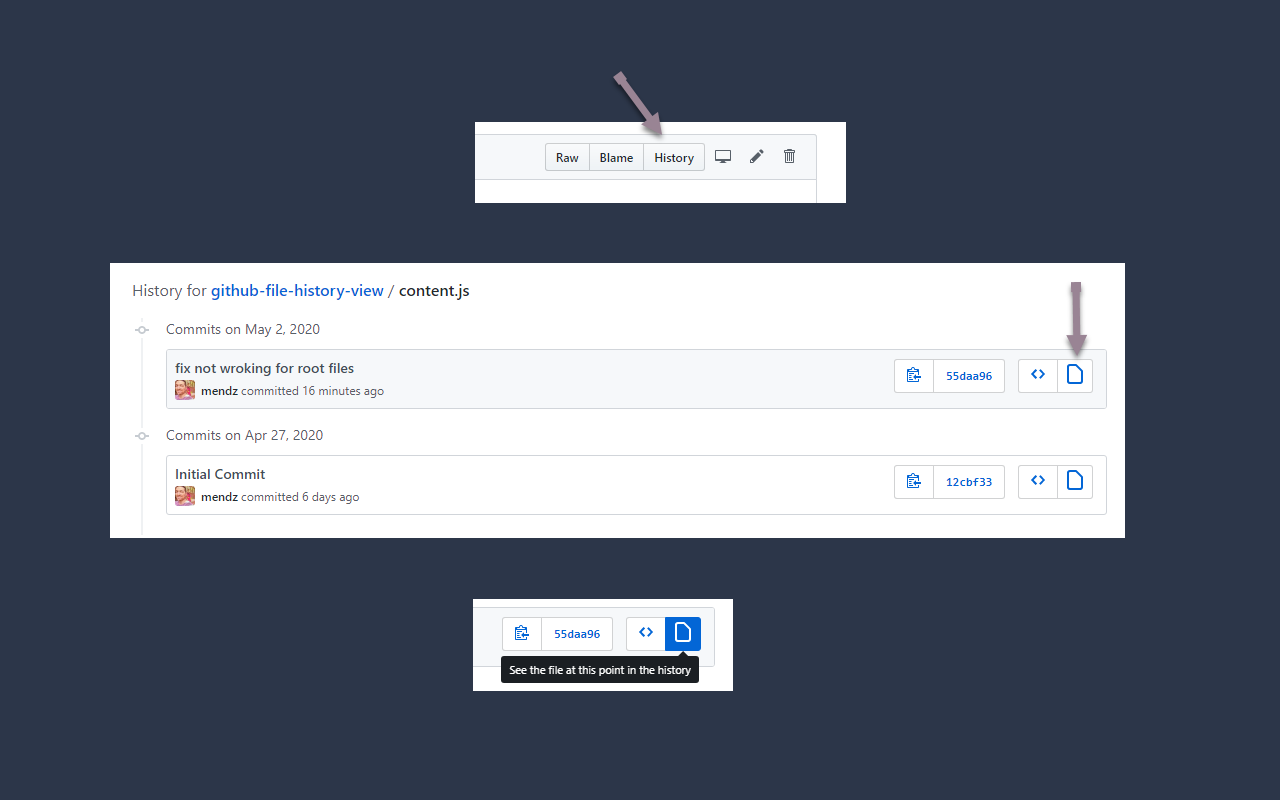 Raw Blame History
History for github-file-history-view / content.js
Commits on May 2, 2020
fix not wroking for root files
mendz committed 16 minutes ago
55daa96
Commits on Apr 27, 2020
Initial Commit
mendz committed 6 days ago
12cbf33
55daa96
See the file at this point in the history